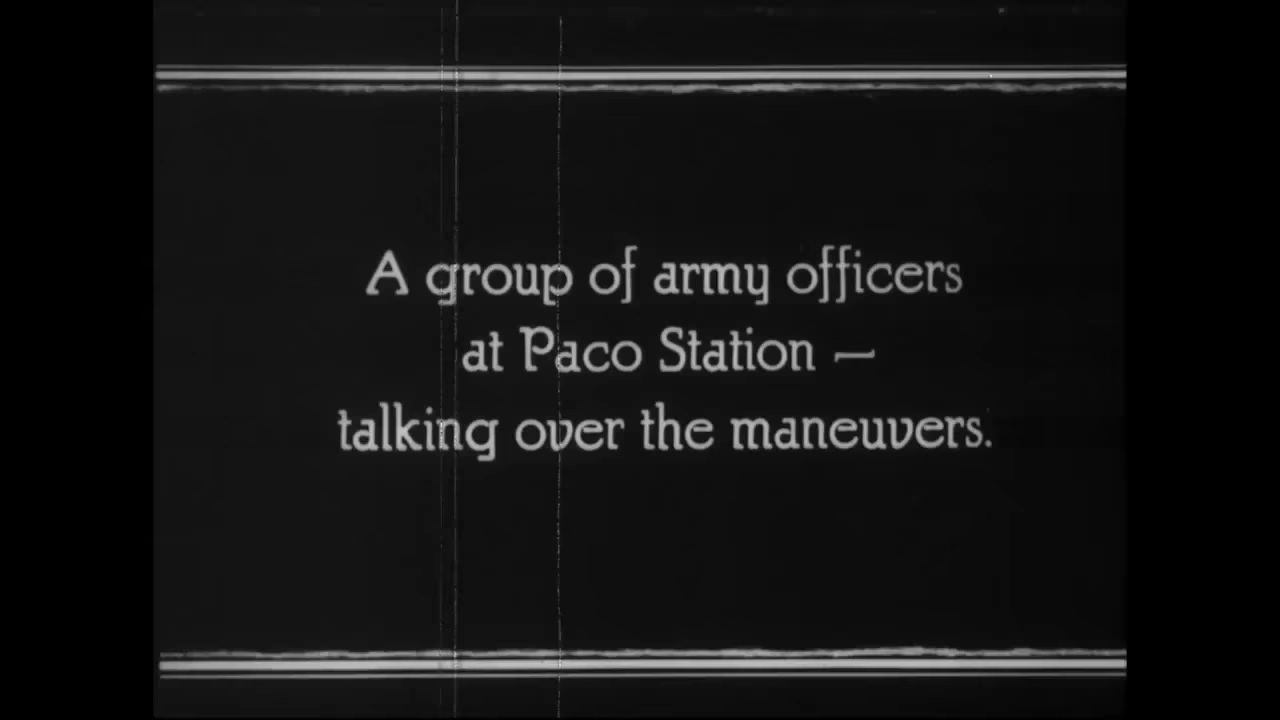 A group of army officers
at Paco Station —
talking over the maneuvers.